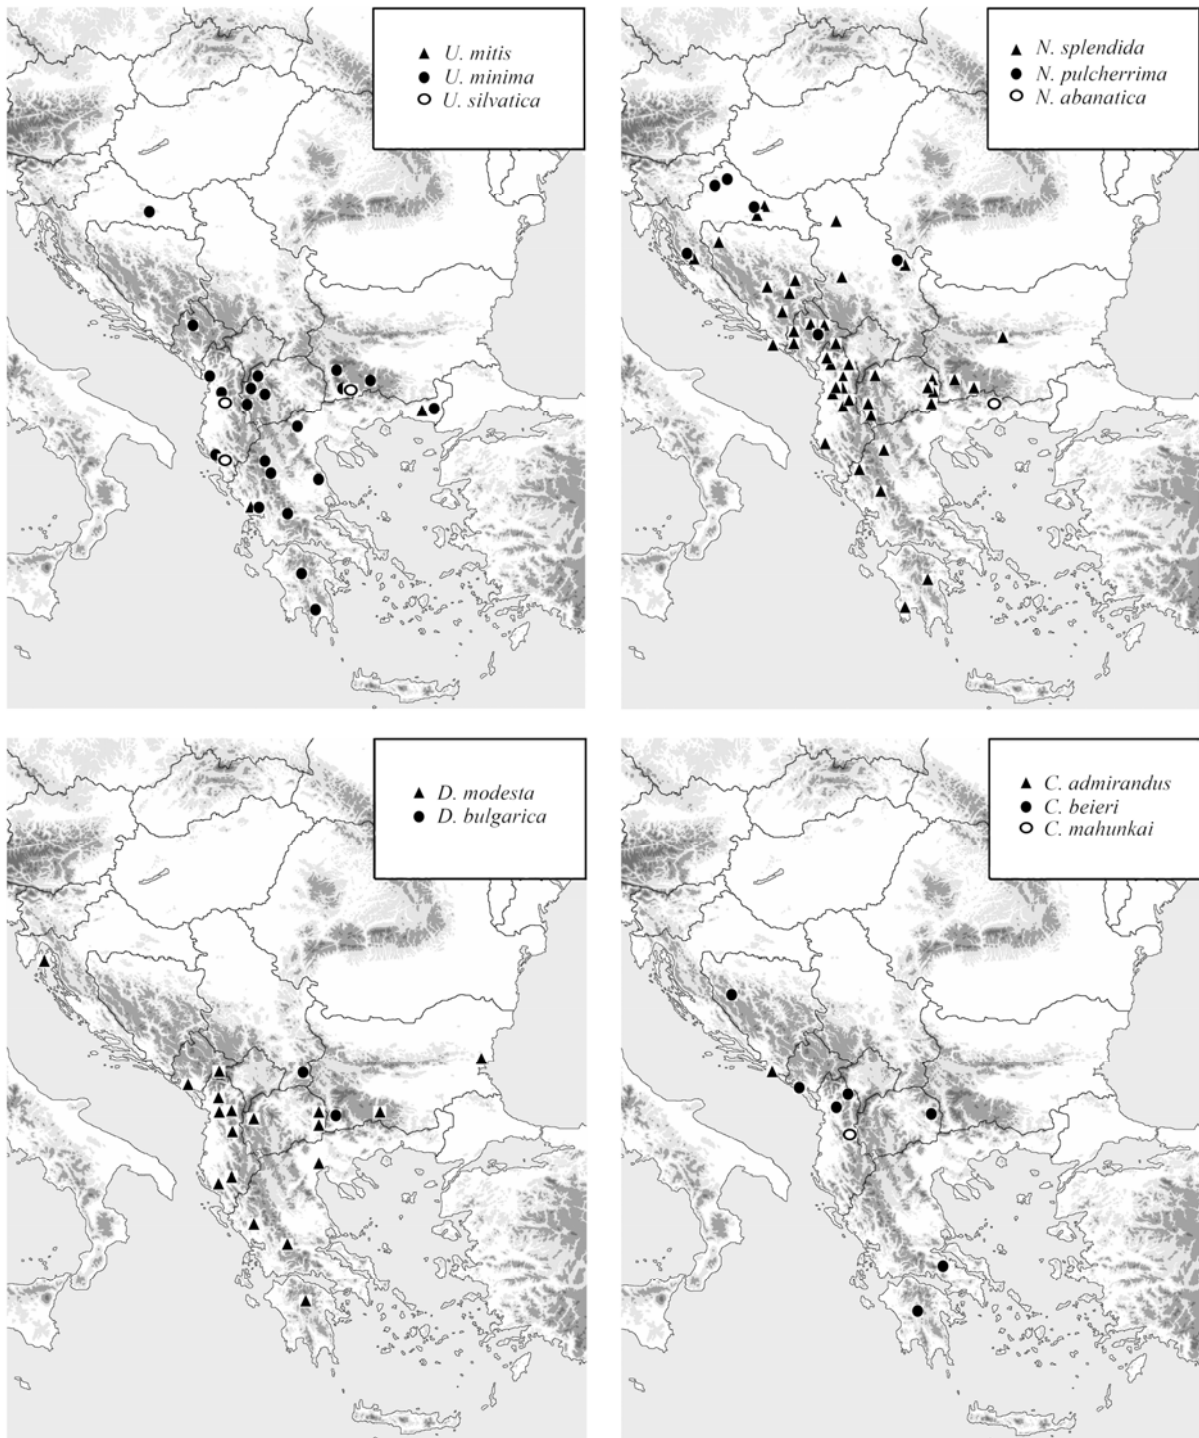 U. mitis
U. minima
U. silvatica
N. splendida
N. pulcherrima
N. abanatica
D. modesta
D. bulgarica
C. admirandus
C. beieri
C. mahunkai